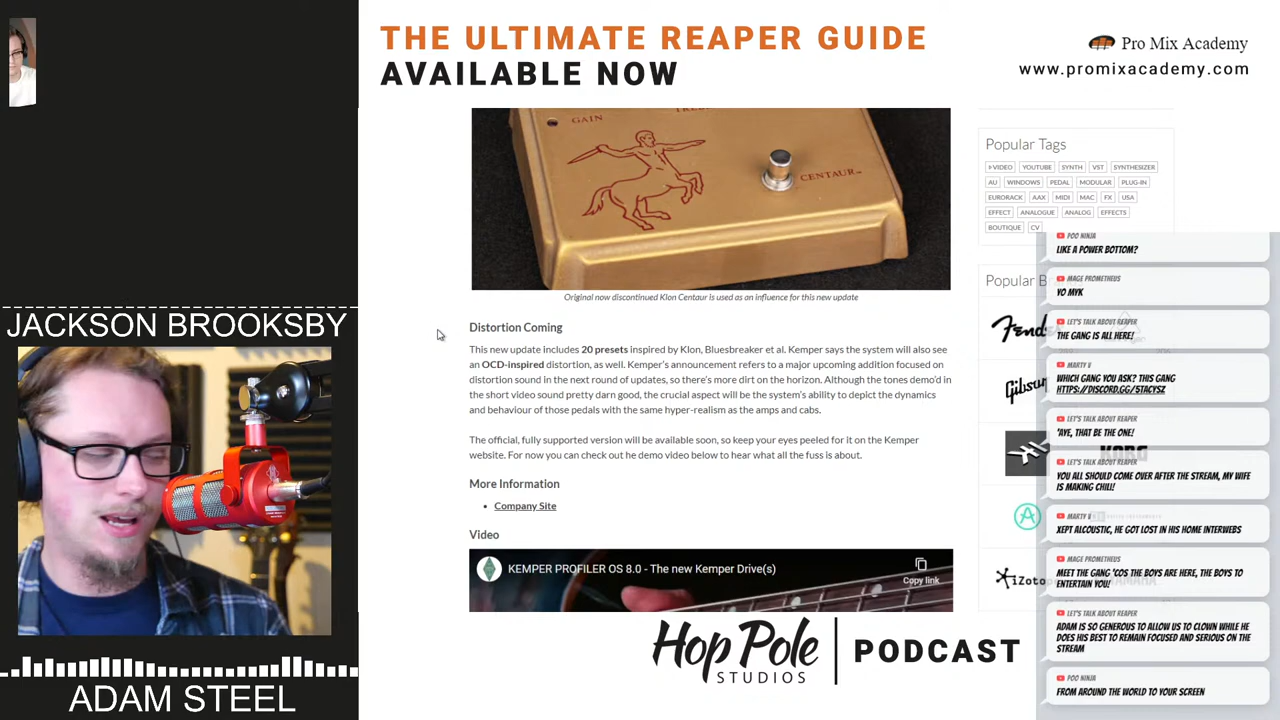 THE ULTIMATE REAPER GUIDE
AVAILABLE NOW
Pro Mix Academy
www.promixacademy.com
GAIN
CENTAUR
Original now discontinued Klon Centaur is used as an influence for this new update
Distortion Coming
This new update includes 20 presets inspired by Klon, Bluesbreaker et al. Kemper says the system will also see
an OCD-inspired distortion, as well. Kemper's announcement refers to a major upcoming addition focused on
distortion sound in the next round of updates, so there's more dirt on the horizon. Although the tones demo'd in
the short video sound pretty darn good, the crucial aspect will be the system's ability to depict the dynamics
and behaviour of those pedals with the same hyper-realism as the amps and cabs.
The official, fully supported version will be available soon, so keep your eyes peeled for it on the Kemper
website. For now you can check out he demo video below to hear what all the fuss is about.
More Information
• Company Site
Video
KEMPER PROFILER OS 8.0 - The new Kemper Drive(s)
Copy link
Popular Tags
VIDEO YOUTUBE SYNTH VST SYNTHESIZER
AU WINDOWS PEDAL MODULAR PLUG-IN
EURORACK AAX MIDI MAC FX USA
EFFECT ANALOGUE ANALOG EFFECTS
BOUTIQUE CV
Popular B
Fender
Gibson
KORG
iZotope
YAMAHA
POO NINJA
LIKE A POWER BOTTOM?
MAGE PROMETHEUS
YO MYK
LET'S TALK ABOUT REAPER
THE GANG IS ALL HERE!
MARTY B
WHICH GANG YOU ASK? THIS GANG
HTTPS://DISCORD.GG/5TACYSZ
LET'S TALK ABOUT REAPER
'AYE, THAT BE THE ONE!
LET'S TALK ABOUT REAPER
YOU ALL SHOULD COME OVER AFTER THE STREAM, MY WIFE
IS MAKING CHILI!
MARTY B
XEPT ALCOUSTIC, HE GOT LOST IN HIS HOME INTERWEBS
MAGE PROMETHEUS
MEET THE GANG 'COS THE BOYS ARE HERE, THE BOYS TO
ENTERTAIN YOU!
LET'S TALK ABOUT REAPER
ADAM IS SO GENEROUS TO ALLOW US TO CLOWN WHILE HE
DOES HIS BEST TO REMAIN FOCUSED AND SERIOUS ON THE
STREAM
POO NINJA
FROM AROUND THE WORLD TO YOUR SCREEN
JACKSON BROOKSBY
ADAM STEEL
Hop Pole
STUDIOS
PODCAST